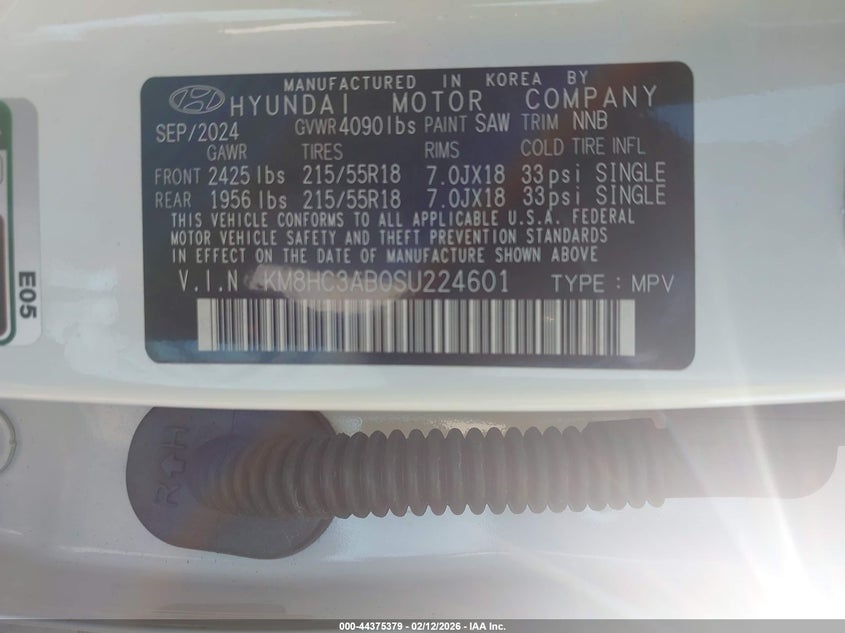 MANUFACTURED IN KOREA BY
HYUNDAI MOTOR COMPANY
SEP/2024 GVWR 4090lbs PAINT SAW TRIM NNB
GAWR TIRES RIMS COLD TIRE INFL
FRONT 2425 lbs 215/55R18 7.0JX18 33psi SINGLE
REAR 1956 lbs 215/55R18 7.0JX18 33psi SINGLE
THIS VEHICLE CONFORMS TO ALL APPLICABLE U.S.A. FEDERAL
MOTOR VEHICLE SAFETY AND THEFT PREVENTION STANDARDS
IN EFFECT ON THE DATE OF MANUFACTURE SHOWN ABOVE
V.I.N : KM8HC3AB0SU224601 TYPE : MPV
E05
R H
000-44375379 - 02/12/2026 - IAA Inc.